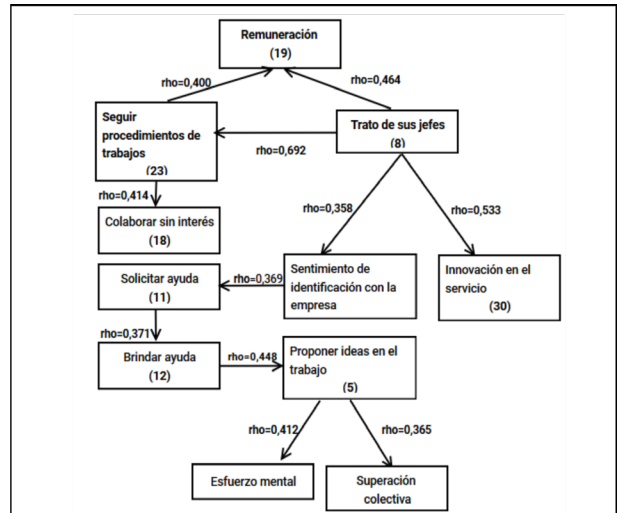 Remuneración
(19)
rho=0,400
rho=0,464
Seguir
procedimientos de
trabajos
(23)
Trato de sus jefes
(8)
rho=0,692
rho=0,414
rho=0,358
rho=0,533
Colaborar sin interés
(18)
Solicitar ayuda
(11)
rho=0,369
Sentimiento de
identificación con la
empresa
Innovación en el
servicio
(30)
rho=0,371
Brindar ayuda
(12)
rho=0,448
Proponer ideas en el
trabajo
(5)
rho=0,412
rho=0,365
Esfuerzo mental
Superación
colectiva